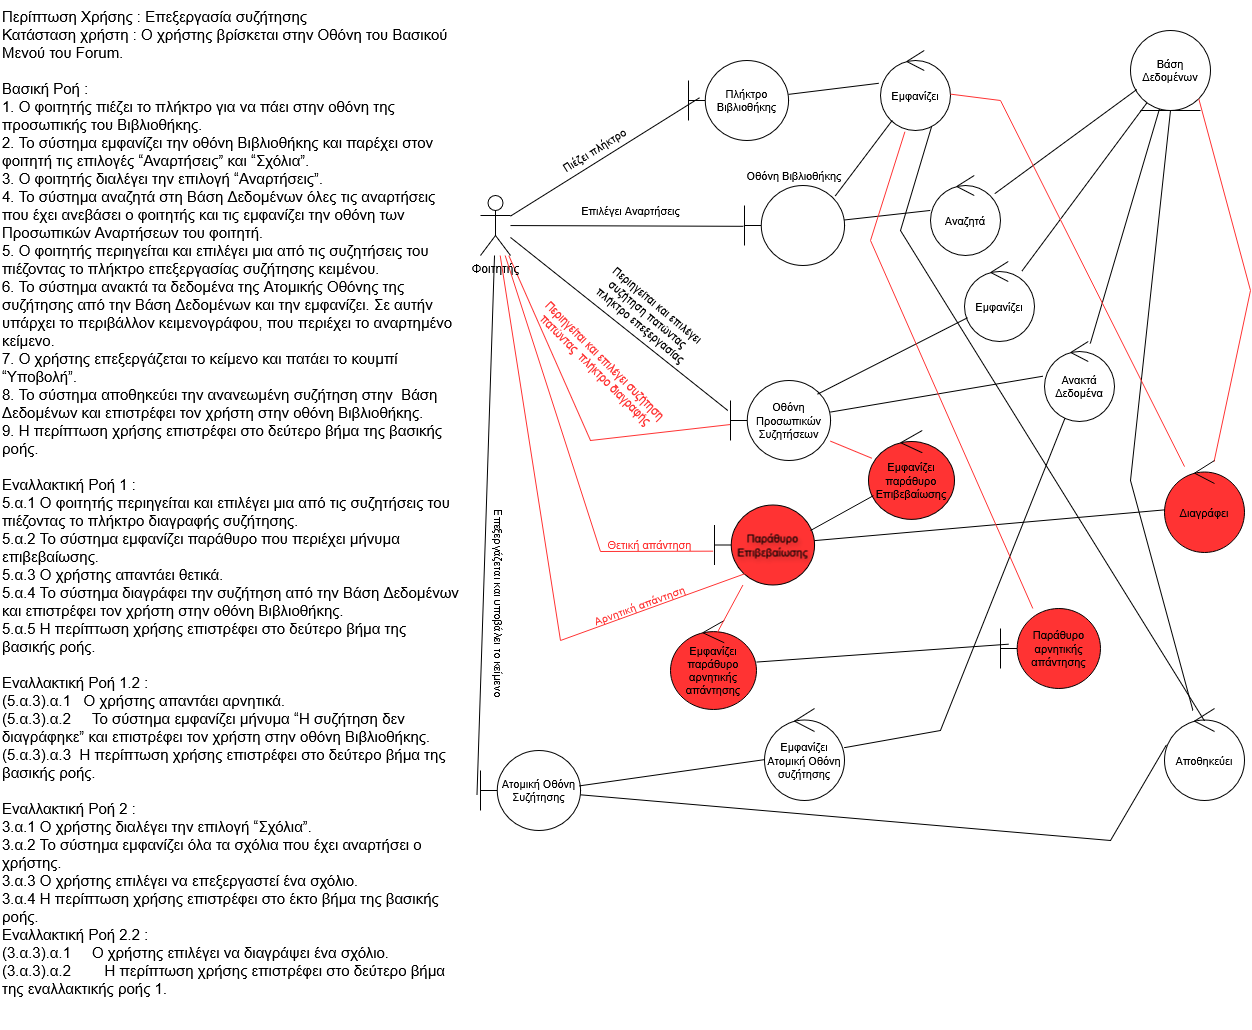 Περίπτωση Χρήσης : Επεξεργασία συζήτησης
Κατάσταση χρήστη : Ο χρήστης βρίσκεται στην Οθόνη του Βασικού
Μενού του Forum.
Βασική Ροή :
1. Ο φοιτητής πιέζει το πλήκτρο για να πάει στην οθόνη της
προσωπικής του Βιβλιοθήκης.
2. Το σύστημα εμφανίζει την οθόνη Βιβλιοθήκης και παρέχει στον
φοιτητή τις επιλογές “Αναρτήσεις” και “Σχόλια”.
3. Ο φοιτητής διαλέγει την επιλογή “Αναρτήσεις”.
4. Το σύστημα αναζητά στη Βάση Δεδομένων όλες τις αναρτήσεις
που έχει ανεβάσει ο φοιτητής και τις εμφανίζει την οθόνη των
Προσωπικών Αναρτήσεων του φοιτητή.
5. Ο φοιτητής περιηγείται και επιλέγει μια από τις συζητήσεις του
πιέζοντας το πλήκτρο επεξεργασίας συζήτησης κειμένου.
6. Το σύστημα ανακτά τα δεδομένα της Ατομικής Οθόνης της
συζήτησης από την Βάση Δεδομένων και την εμφανίζει. Σε αυτήν
υπάρχει το περιβάλλον κειμενογράφου, που περιέχει το αναρτημένο
κείμενο.
7. Ο χρήστης επεξεργάζεται το κείμενο και πατάει το κουμπί
“Υποβολή”.
8. Το σύστημα αποθηκεύει την ανανεωμένη συζήτηση στην  Βάση
Δεδομένων και επιστρέφει τον χρήστη στην οθόνη Βιβλιοθήκης.
9. Η περίπτωση χρήσης επιστρέφει στο δεύτερο βήμα της βασικής
ροής.
Εναλλακτική Ροή 1 :
5.α.1 Ο φοιτητής περιηγείται και επιλέγει μια από τις συζητήσεις του
πιέζοντας το πλήκτρο διαγραφής συζήτησης.
5.α.2 Το σύστημα εμφανίζει παράθυρο που περιέχει μήνυμα
επιβεβαίωσης.
5.α.3 Ο χρήστης απαντάει θετικά.
5.α.4 Το σύστημα διαγράφει την συζήτηση από την Βάση Δεδομένων
και επιστρέφει τον χρήστη στην οθόνη Βιβλιοθήκης.
5.α.5 Η περίπτωση χρήσης επιστρέφει στο δεύτερο βήμα της
βασικής ροής.
Εναλλακτική Ροή 1.2 :
(5.α.3).α.1   Ο χρήστης απαντάει αρνητικά.
(5.α.3).α.2     Το σύστημα εμφανίζει μήνυμα “Η συζήτηση δεν
διαγράφηκε” και επιστρέφει τον χρήστη στην οθόνη Βιβλιοθήκης.
(5.α.3).α.3  Η περίπτωση χρήσης επιστρέφει στο δεύτερο βήμα της
βασικής ροής.
Εναλλακτική Ροή 2 :
3.α.1 Ο χρήστης διαλέγει την επιλογή “Σχόλια”.
3.α.2 Το σύστημα εμφανίζει όλα τα σχόλια που έχει αναρτήσει ο
χρήστης.
3.α.3 Ο χρήστης επιλέγει να επεξεργαστεί ένα σχόλιο.
3.α.4 Η περίπτωση χρήσης επιστρέφει στο έκτο βήμα της βασικής
ροής.
Εναλλακτική Ροή 2.2 :
(3.α.3).α.1     Ο χρήστης επιλέγει να διαγράψει ένα σχόλιο.
(3.α.3).α.2        Η περίπτωση χρήσης επιστρέφει στο δεύτερο βήμα
της εναλλακτικής ροής 1.
Πλήκτρο
Βιβλιοθήκης
Εμφανίζει
Βάση
Δεδομένων
Πιέζει πλήκτρο
Οθόνη Βιβλιοθήκης
Επιλέγει Αναρτήσεις
Αναζητά
Φοιτητής
Περιηγείται και επιλέγει
συζήτηση πατώντας
πλήκτρο επεξεργασίας
Εμφανίζει
Περιηγείται και επιλέγει συζήτηση
πατώντας  πλήκτρο διαγραφής
Ανακτά
Δεδομένα
Οθόνη
Προσωπικών
Συζητήσεων
Εμφανίζει
παράθυρο
Επιβεβαίωσης
Διαγράφει
Θετική απάντηση
Παράθυρο
Επιβεβαίωσης
Επεξεργάζεται και υποβάλει το κείμενο
Αρνητική απάντηση
Εμφανίζει
παράθυρο
αρνητικής
απάντησης
Παράθυρο
αρνητικής
απάντησης
Εμφανίζει
Ατομική Οθόνη
συζήτησης
Αποθηκεύει
Ατομική Οθόνη
Συζήτησης